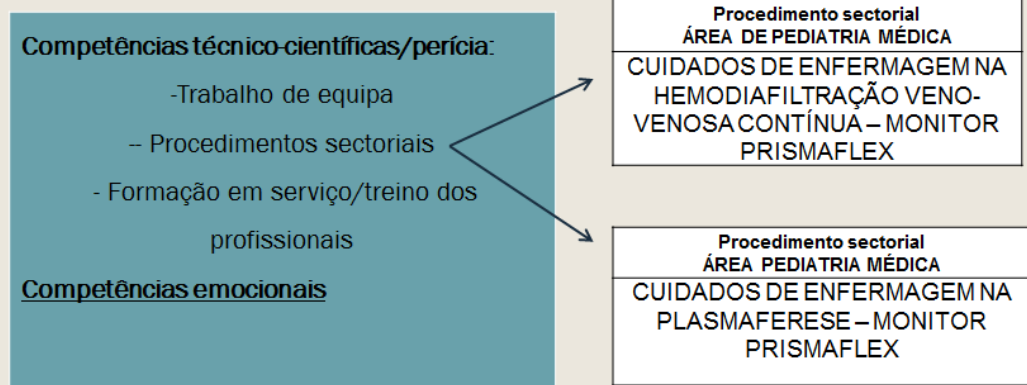 Competências técnico-científicas/perícia:
-Trabalho de equipa
-- Procedimentos sectoriais
- Formação em serviço/treino dos
profissionais
Competências emocionais
Procedimento sectorial
ÁREA DE PEDIATRIA MÉDICA
CUIDADOS DE ENFERMAGEM NA
HEMODIAFILTRAÇÃO VENO-
VENOSA CONTÍNUA – MONITOR
PRISMAFLEX
Procedimento sectorial
ÁREA PEDIATRIA MÉDICA
CUIDADOS DE ENFERMAGEM NA
PLASMAFERESE – MONITOR
PRISMAFLEX